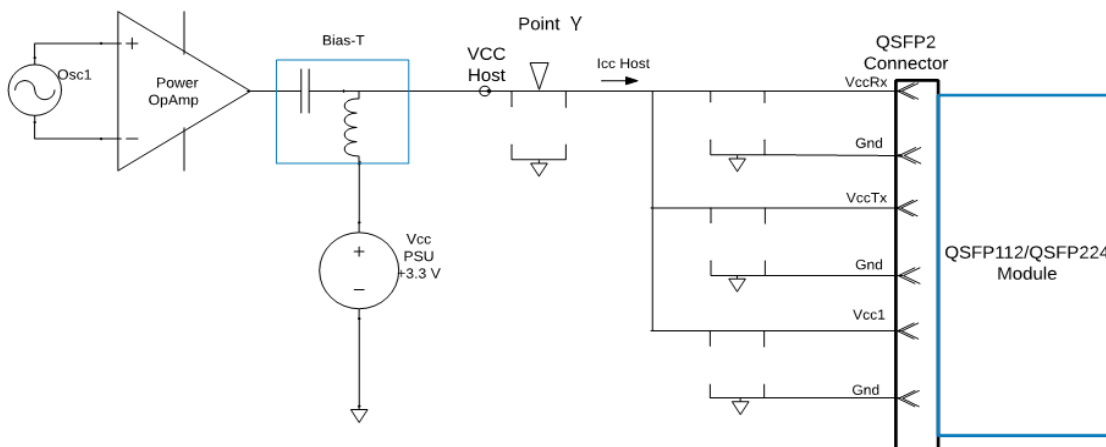 Point Y
Bias-T
VCC
Host
Icc Host
QSFP2
Connector
Osc1
+
−
Power
OpAmp
VccRx
Gnd
VccTx
Vcc
PSU
+3.3 V
+
−
Gnd
QSFP112/QSFP224
Module
Vcc1
Gnd